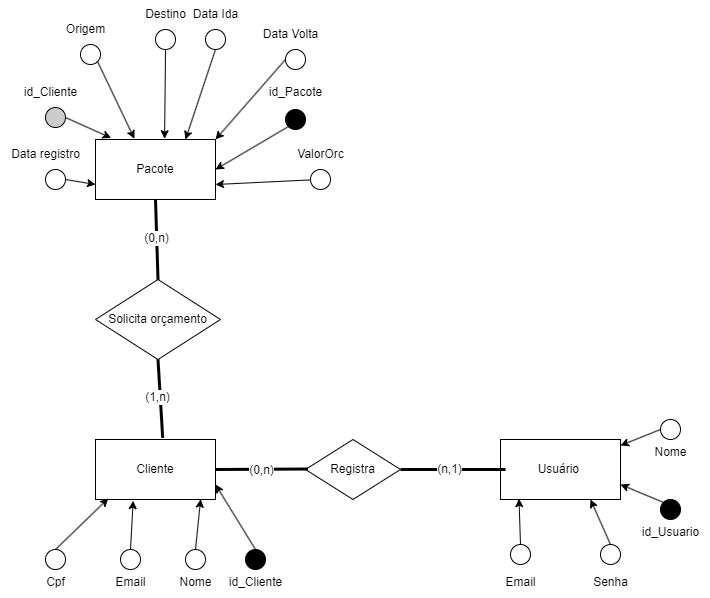 Destino
Data Ida
Origem
Data Volta
id_Cliente
id_Pacote
Data registro
ValorOrc
Pacote
(0,n)
Solicita orçamento
(1,n)
Cliente
(0,n)
Registra
(n,1)
Usuário
Nome
id_Usuario
Cpf
Email
Nome
id_Cliente
Email
Senha